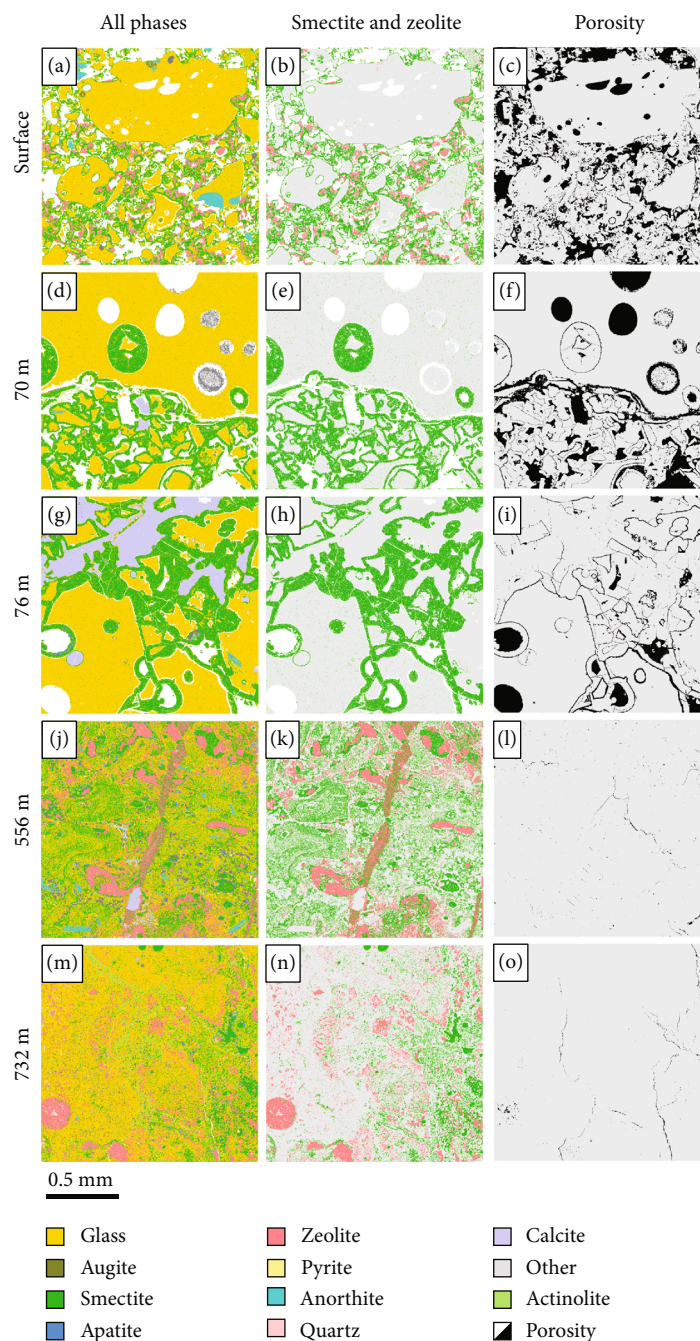 All phases Smectite and zeolite Porosity
Surface
(a) (b) (c)
70 m
(d) (e) (f)
76 m
(g) (h) (i)
556 m
(j) (k) (l)
732 m
(m) (n) (o)
0.5 mm
Glass Zeolite Calcite
Augite Pyrite Other
Smectite Anorthite Actinolite
Apatite Quartz Porosity